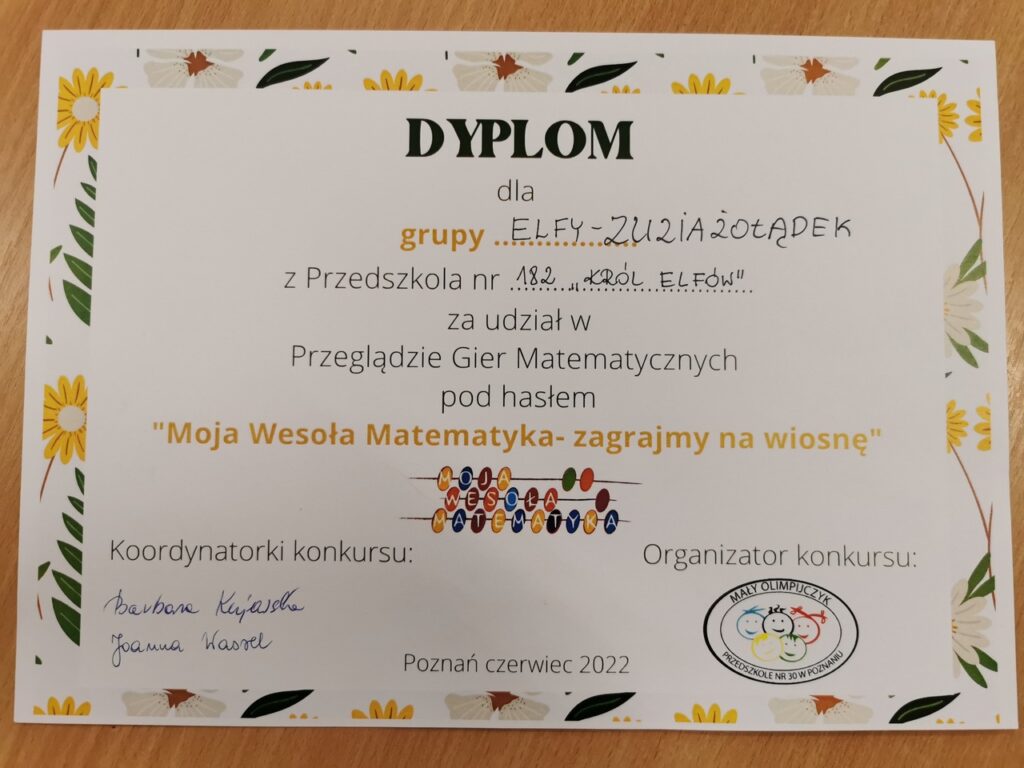 DYPLOM
dla
grupy ELFY-ZUZIA ŻOŁĄDEK
z Przedszkola nr 182 „KRÓL ELFÓW"
za udział w
Przeglądzie Gier Matematycznych
pod hasłem
"Moja Wesoła Matematyka- zagrajmy na wiosnę"
MOJA
WESOŁA
MATEMATYKA
Koordynatorki konkursu:
Organizator konkursu:
Barbara
Joanna
MAŁY OLIMPIJCZYK
PRZEDSZKOLE NR 30 W POZNANIU
Poznań czerwiec 2022